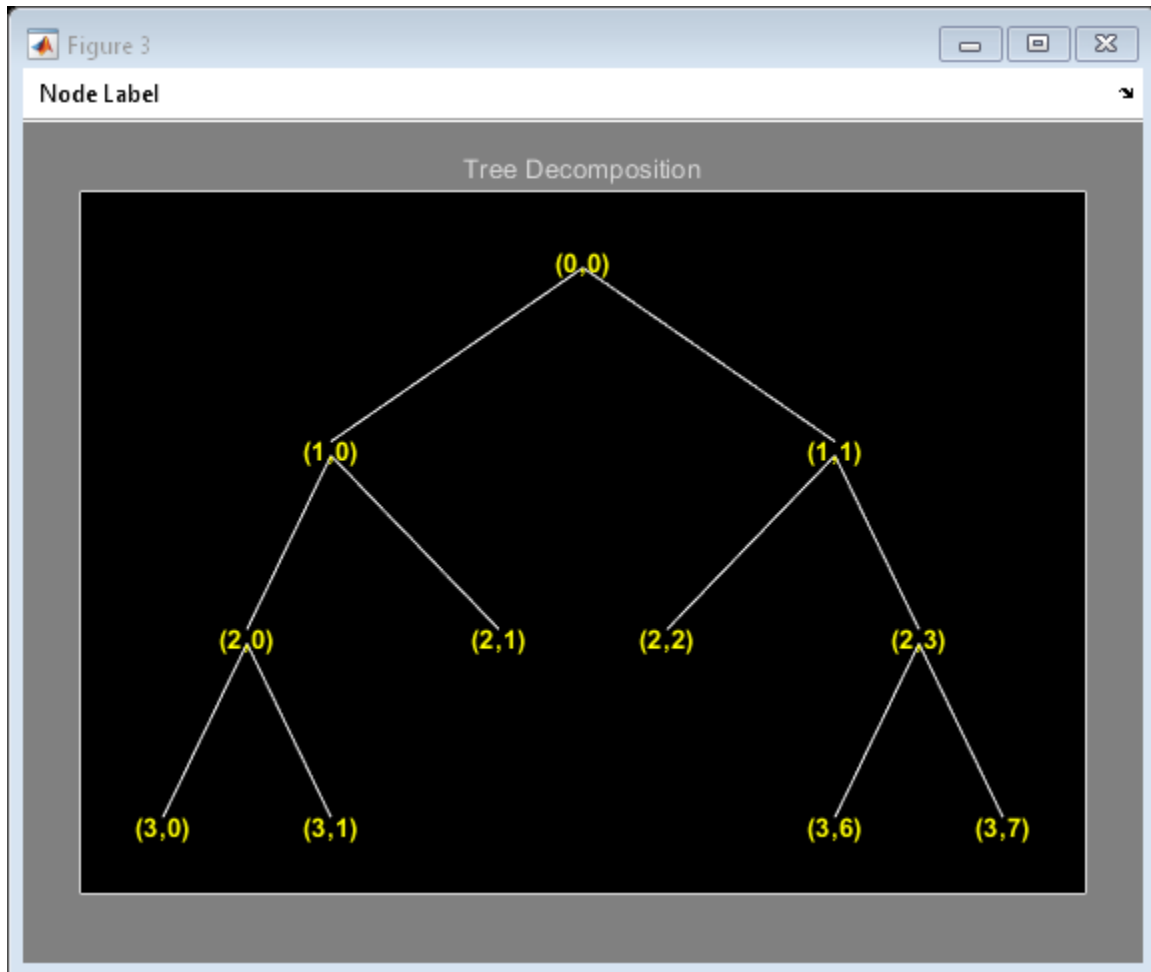 Figure 3
Node Label
Tree Decomposition
(0,0)
(1,0) (1,1)
(2,0) (2,1) (2,2) (2,3)
(3,0) (3,1) (3,6) (3,7)